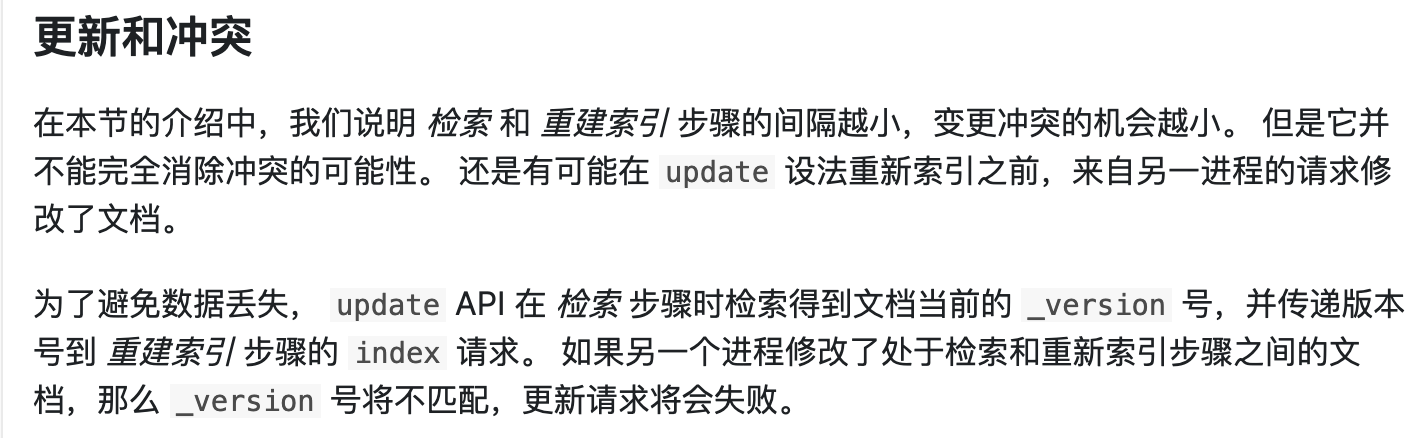 更新和冲突
在本节的介绍中，我们说明 检索 和 重建索引 步骤的间隔越小，变更冲突的机会越小。 但是它并
不能完全消除冲突的可能性。 还是有可能在 update 设法重新索引之前，来自另一进程的请求修
改了文档。
为了避免数据丢失， update API 在 检索 步骤时检索得到文档当前的 _version 号，并传递版本
号到 重建索引 步骤的 index 请求。 如果另一个进程修改了处于检索和重新索引步骤之间的文
档，那么 _version 号将不匹配，更新请求将会失败。